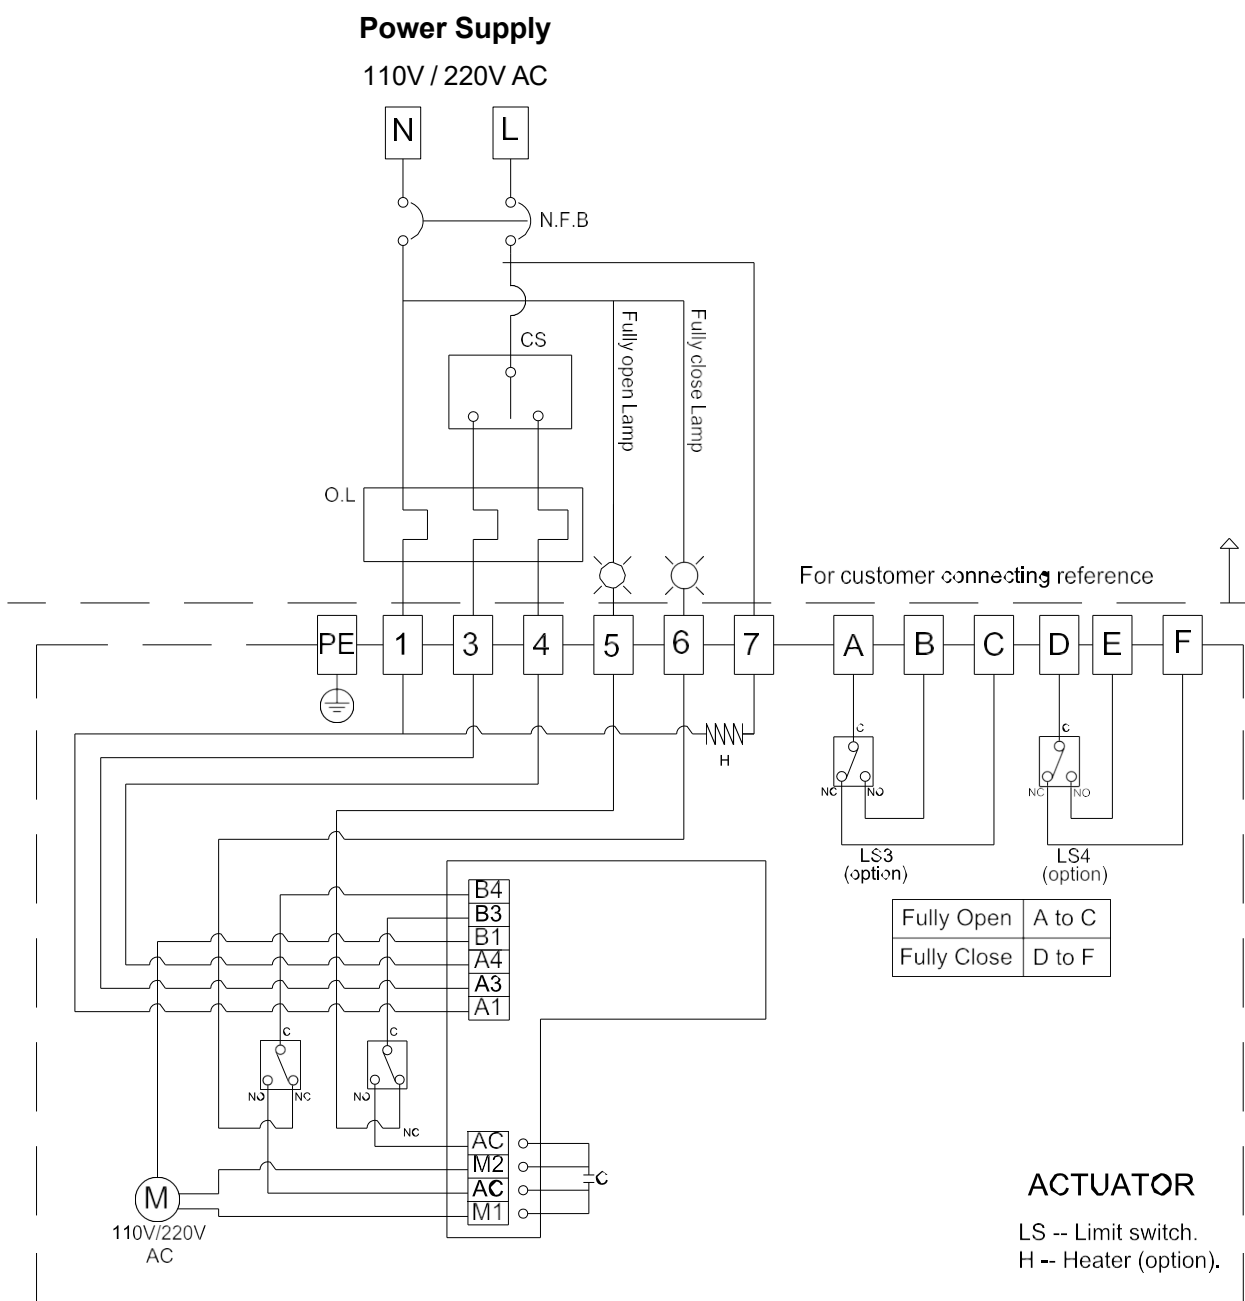 Power Supply
110V / 220V AC
N L
N.F.B
CS
Fully open Lamp
Fully close Lamp
O.L
For customer connecting reference
PE 1 3 4 5 6 7 A B C D E F
H
C
NC NO
LS3
(option)
C
NC NO
LS4
(option)
Fully Open A to C
Fully Close D to F
B4
B3
B1
A4
A3
A1
C
NO NC
C
NO
NC
AC
M2
AC
M1
C
M
110V/220V
AC
ACTUATOR
LS -- Limit switch.
H -- Heater (option).